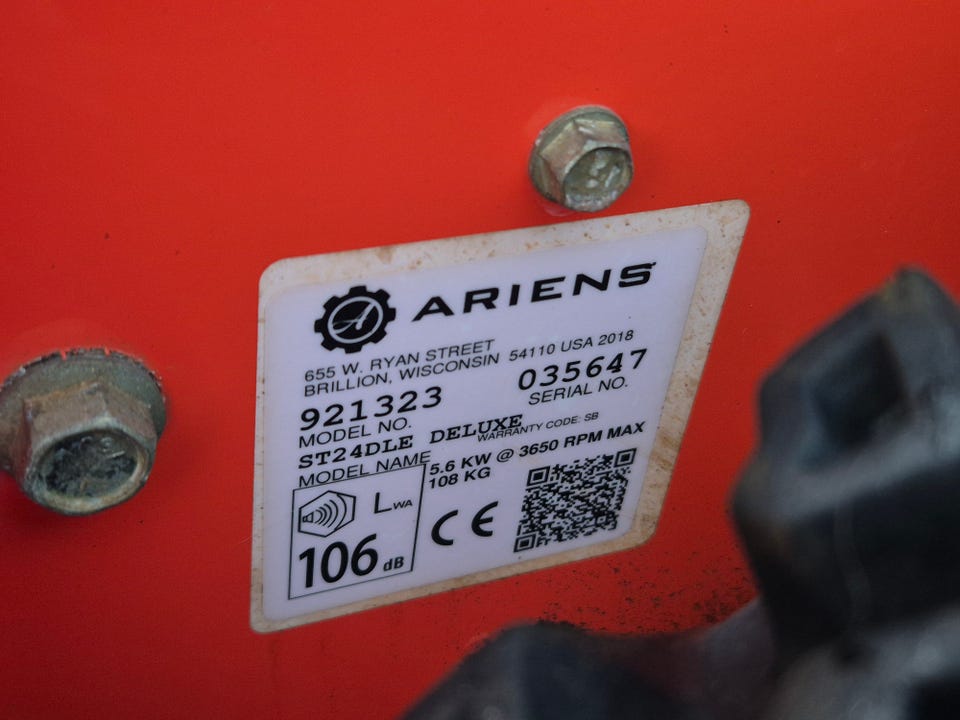 ARIENS
655 W. RYAN STREET
BRILLION, WISCONSIN 54110 USA 2018
921323 035647
MODEL NO. SERIAL NO.
ST24DLE DELUXE
MODEL NAME WARRANTY CODE: SB
5.6 KW @ 3650 RPM MAX
108 KG
LWA
106 dB
CE